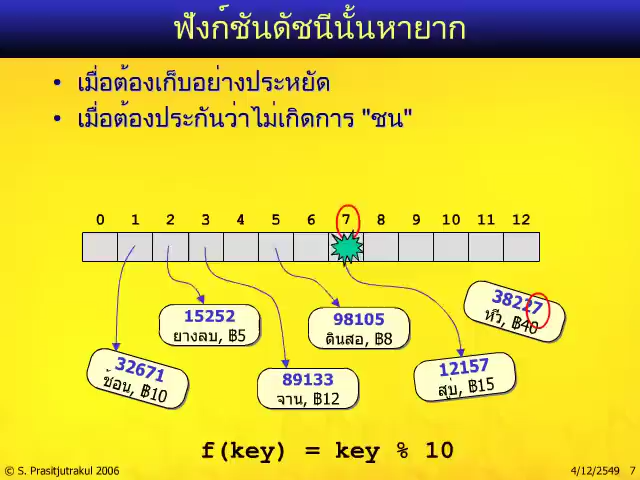 ฟังก์ชันดัชนีนั้นหายาก
• เมื่อต้องเก็บอย่างประหยัด
• เมื่อต้องประกันว่าไม่เกิดการ "ชน"
0 1 2 3 4 5 6 7 8 9 10 11 12
38227
หวี, ฿40
15252
ยางลบ, ฿5
98105
ดินสอ, ฿8
32671
ช้อน, ฿10
89133
จาน, ฿12
12157
สบู่, ฿15
f(key) = key % 10
© S. Prasitjutrakul 2006
4/12/2549 7